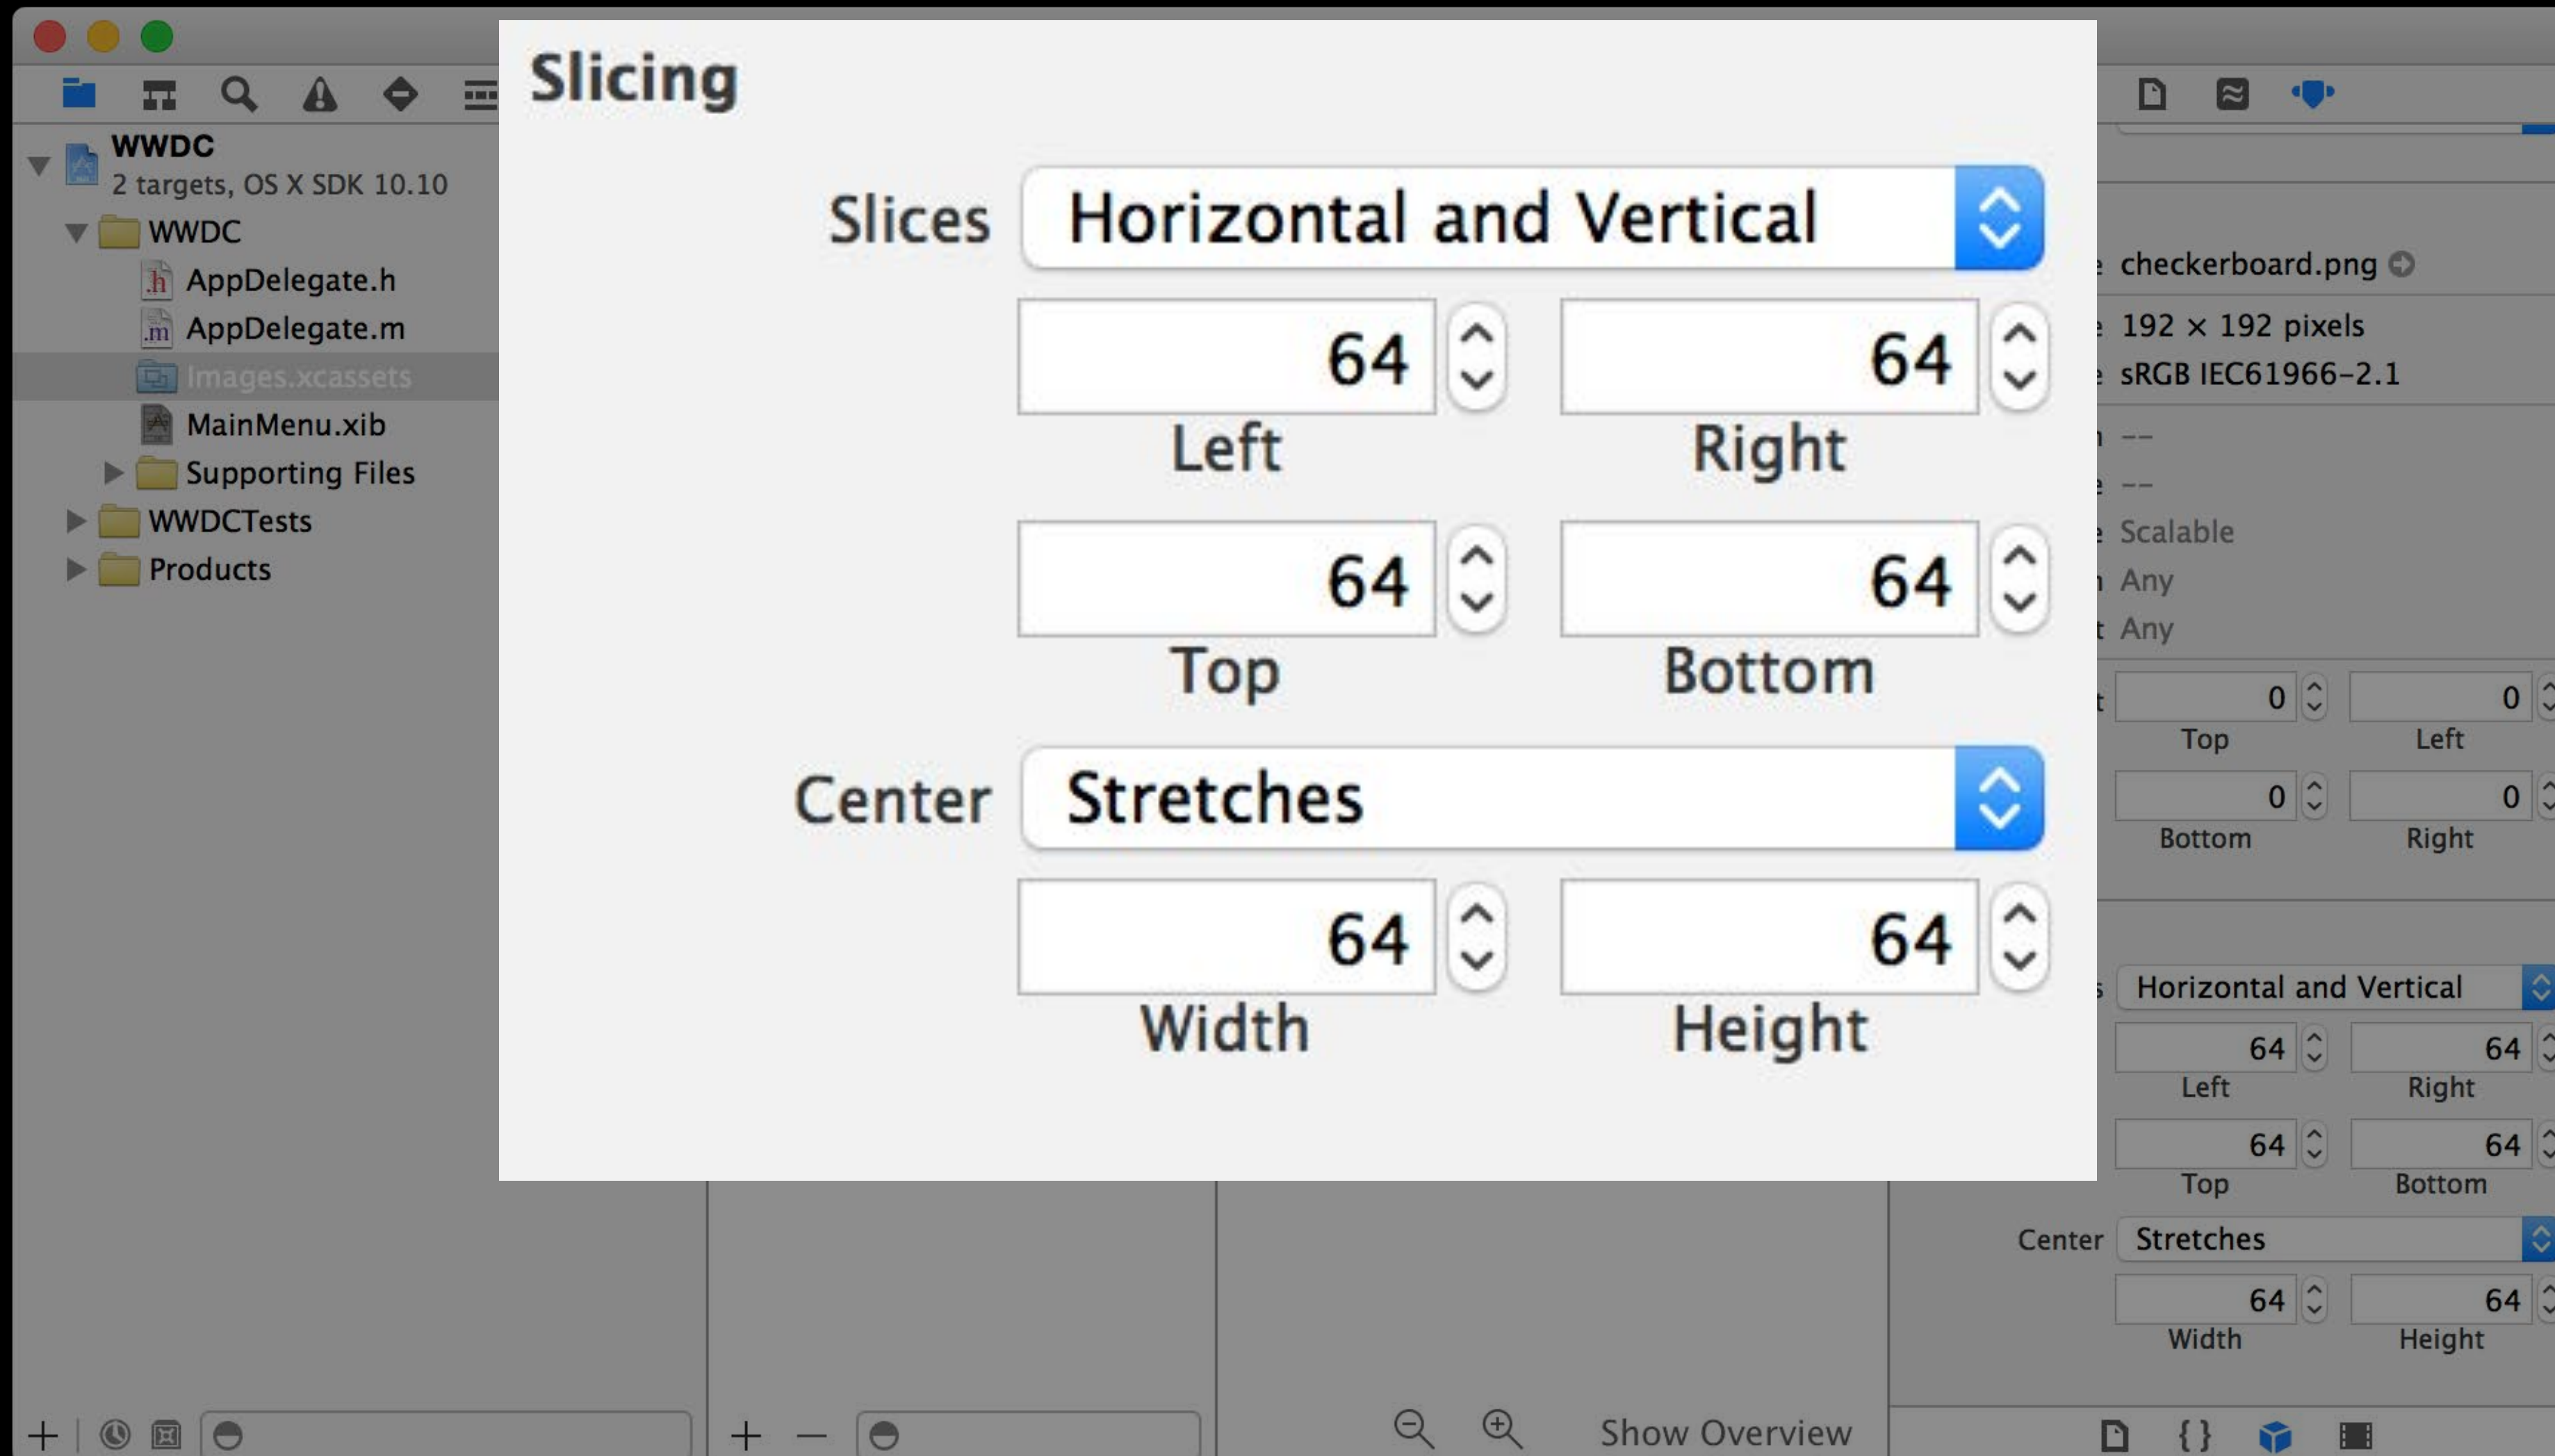 WWDC
2 targets, OS X SDK 10.10
WWDC
AppDelegate.h
AppDelegate.m
Images.xcassets
MainMenu.xib
Supporting Files
WWDCTests
Products
Slicing
Slices Horizontal and Vertical
64 64
Left Right
64 64
Top Bottom
Center Stretches
64 64
Width Height
checkerboard.png
192 × 192 pixels
sRGB IEC61966-2.1
--
--
Scalable
Any
Any
0 0
Top Left
0 0
Bottom Right
Horizontal and Vertical
64 64
Left Right
64 64
Top Bottom
Center Stretches
64 64
Width Height
Show Overview